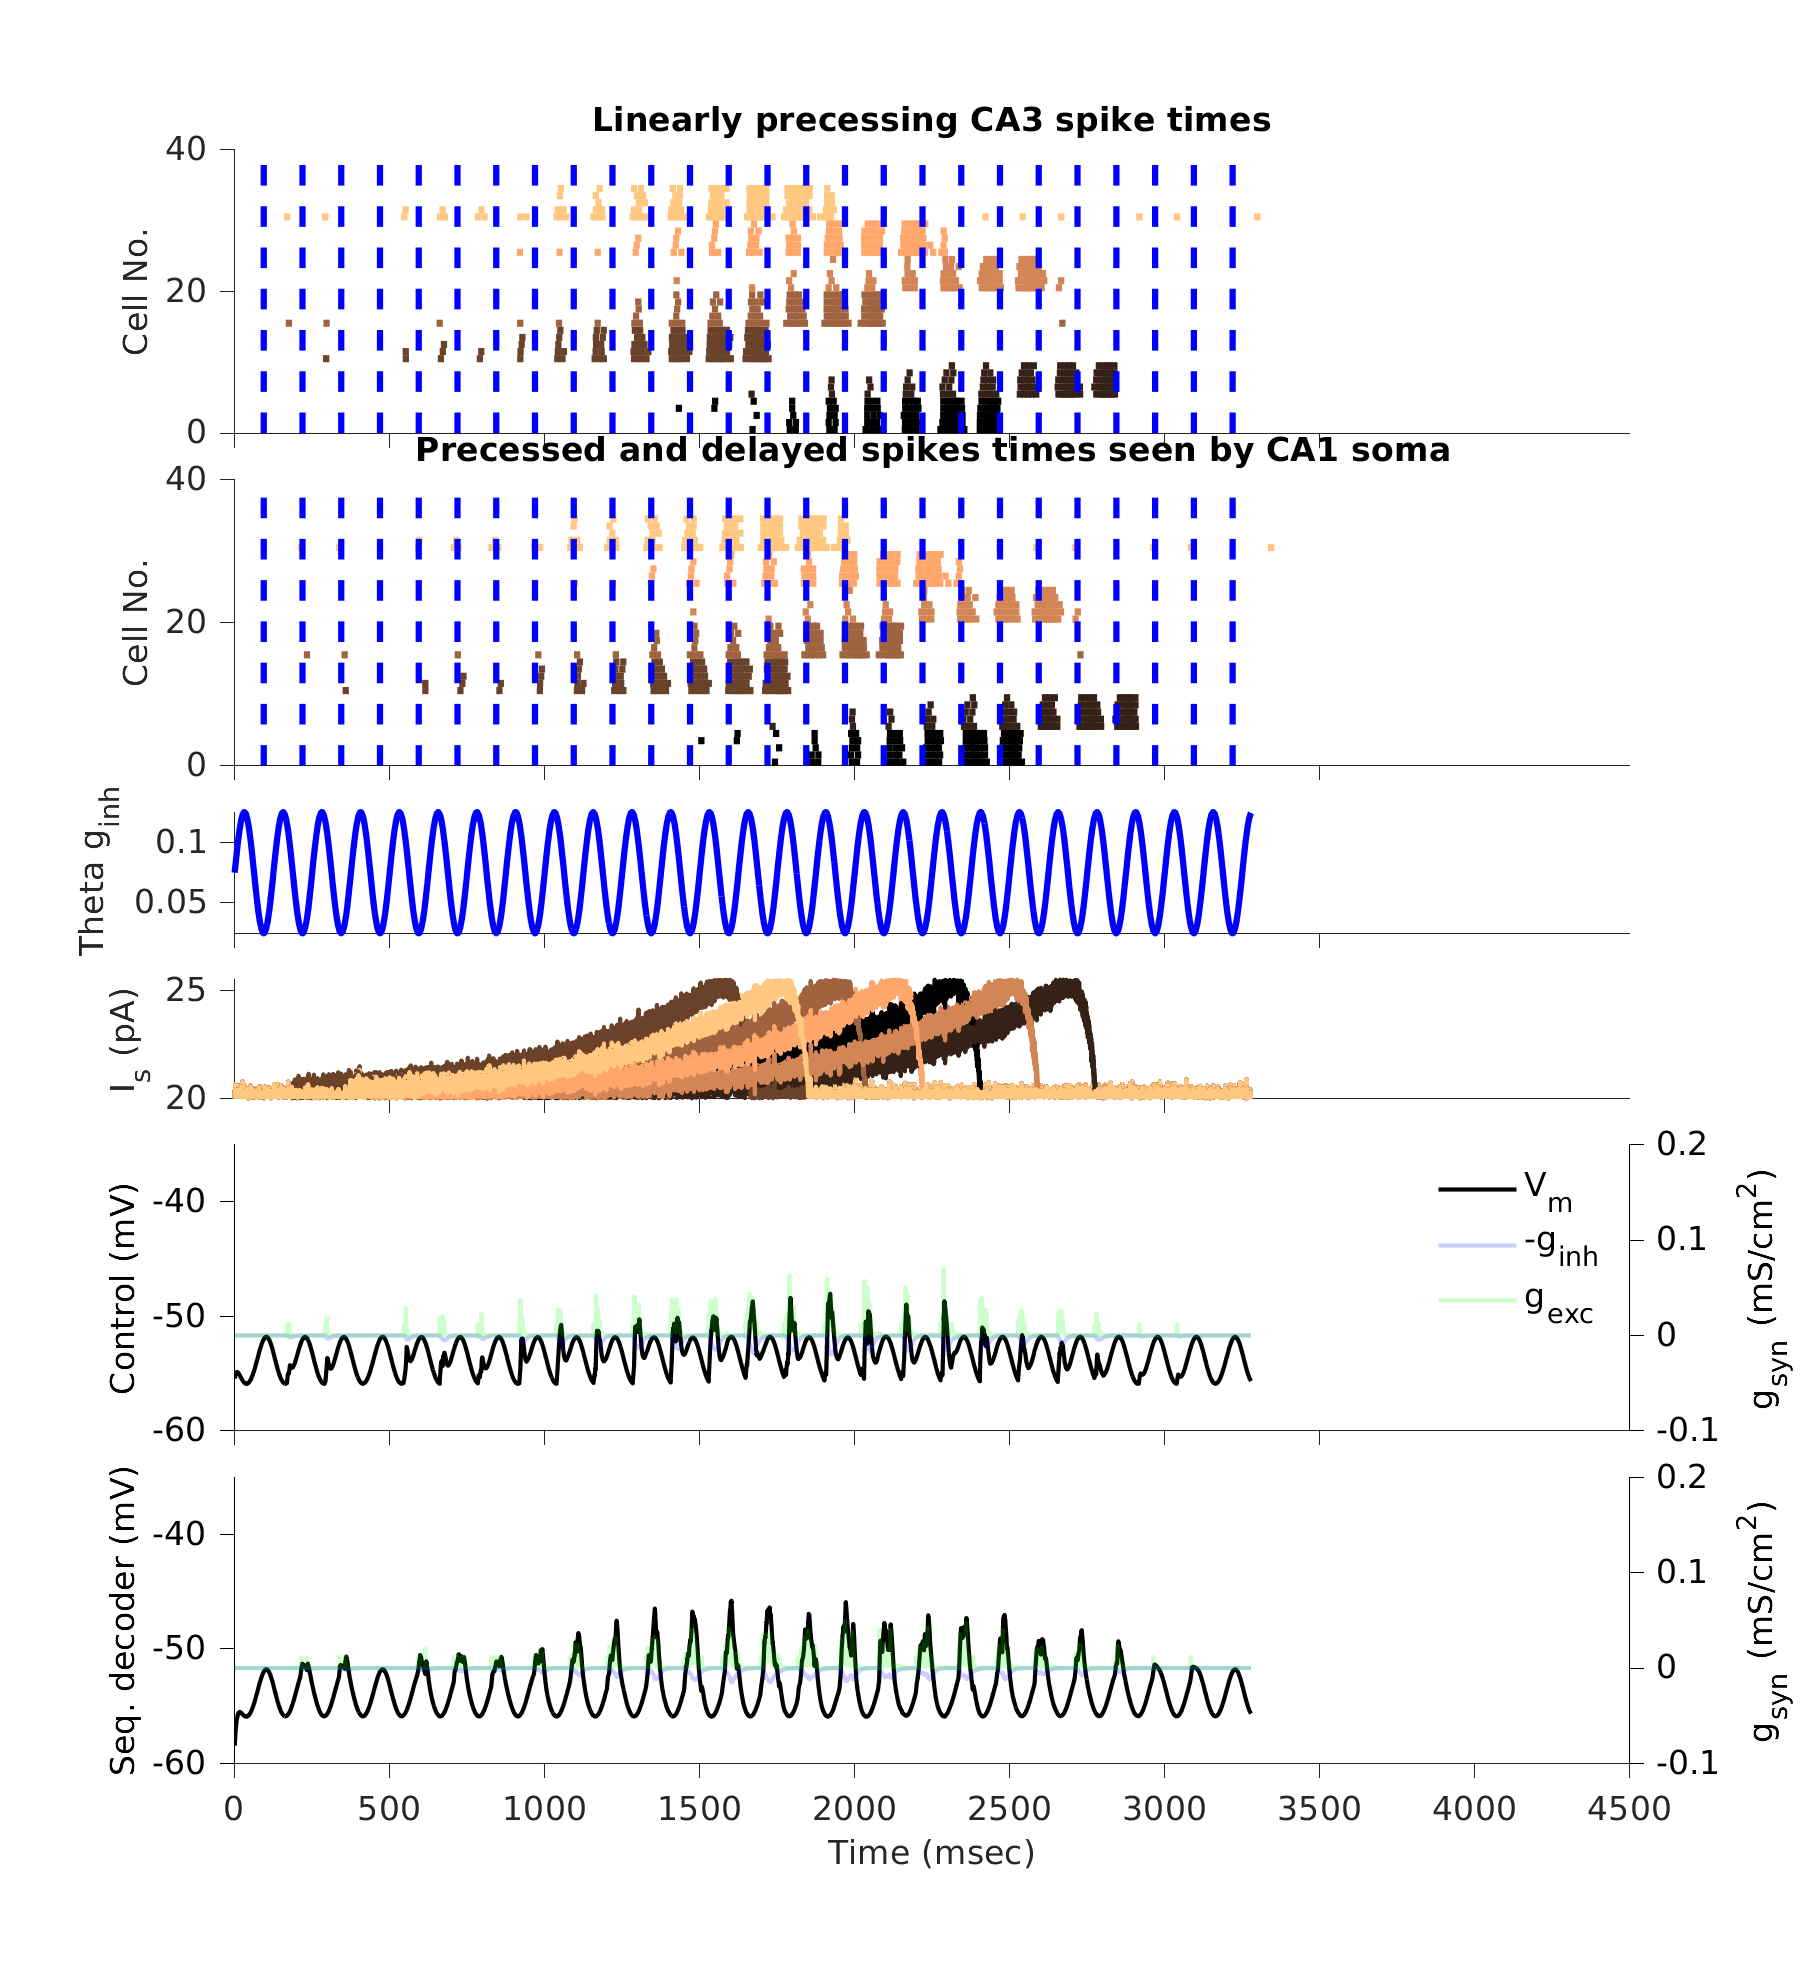 Linearly precessing CA3 spike times
40
20
0
Cell No.
Precessed and delayed spikes times seen by CA1 soma
40
20
0
Cell No.
0.1
0.05
Theta g_inh
25
20
I_s (pA)
-40
-50
-60
Control (mV)
V_m
-g_inh
g_exc
0.2
0.1
0
-0.1
g_syn (mS/cm^2)
-40
-50
-60
Seq. decoder (mV)
0.2
0.1
0
-0.1
g_syn (mS/cm^2)
0 500 1000 1500 2000 2500 3000 3500 4000 4500
Time (msec)